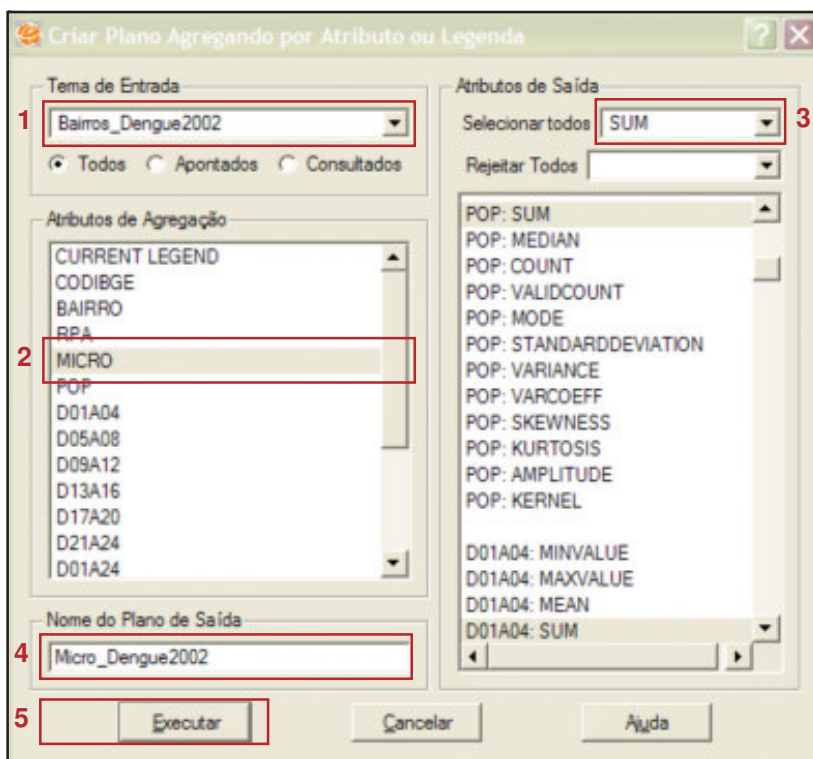 Criar Plano Agregando por Atributo ou Legenda
Tema de Entrada
1
Bairros_Dengue2002
Todos
Apontados
Consultados
Atributos de Agregação
CURRENT LEGEND
CODIBGE
BAIRRO
RPA
2
MICRO
POP
D01A04
D05A08
D09A12
D13A16
D17A20
D21A24
D01A24
Nome do Plano de Saída
4
Micro_Dengue2002
Atributos de Saída
Selecionar todos
SUM
3
Rejeitar Todos
POP: SUM
POP: MEDIAN
POP: COUNT
POP: VALIDCOUNT
POP: MODE
POP: STANDARDDEVIATION
POP: VARIANCE
POP: VARCOEFF
POP: SKEWNESS
POP: KURTOSIS
POP: AMPLITUDE
POP: KERNEL
D01A04: MINVALUE
D01A04: MAXVALUE
D01A04: MEAN
D01A04: SUM
5
Executar
Cancelar
Ajuda